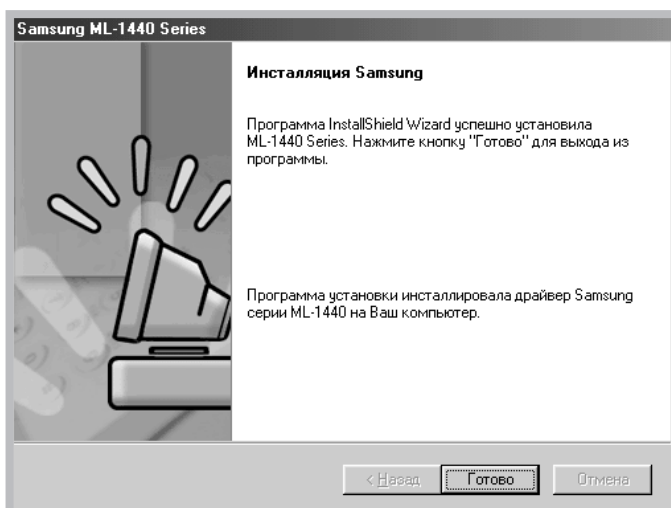 Samsung ML-1440 Series
Инсталляция Samsung
Программа InstallShield Wizard успешно установила
ML-1440 Series. Нажмите кнопку "Готово" для выхода из
программы.
Программа установки инсталлировала драйвер Samsung
серии ML-1440 на Ваш компьютер.
< Назад Готово Отмена